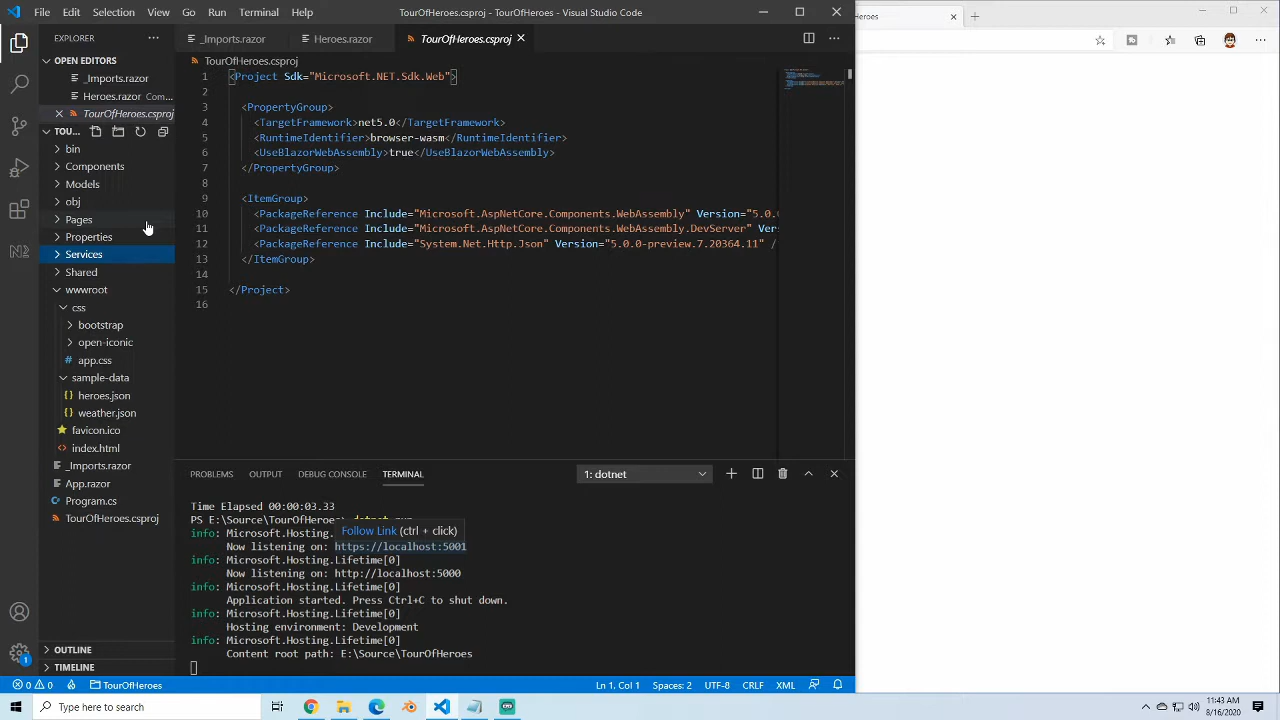 File Edit Selection View Go Run Terminal Help
TourOfHeroes.csproj - TourOfHeroes - Visual Studio Code
EXPLORER
OPEN EDITORS
_Imports.razor
Heroes.razor Com...
TourOfHeroes.csproj
TOU...
bin
Components
Models
obj
Pages
Properties
Services
Shared
wwwroot
css
bootstrap
open-iconic
app.css
sample-data
heroes.json
weather.json
favicon.ico
index.html
_Imports.razor
App.razor
Program.cs
TourOfHeroes.csproj
OUTLINE
TIMELINE
_Imports.razor Heroes.razor TourOfHeroes.csproj
TourOfHeroes.csproj
1 <Project Sdk="Microsoft.NET.Sdk.Web">
2
3 <PropertyGroup>
4 <TargetFramework>net5.0</TargetFramework>
5 <RuntimeIdentifier>browser-wasm</RuntimeIdentifier>
6 <UseBlazorWebAssembly>true</UseBlazorWebAssembly>
7 </PropertyGroup>
8
9 <ItemGroup>
10 <PackageReference Include="Microsoft.AspNetCore.Components.WebAssembly" Version="5.0.
11 <PackageReference Include="Microsoft.AspNetCore.Components.WebAssembly.DevServer" Ver
12 <PackageReference Include="System.Net.Http.Json" Version="5.0.0-preview.7.20364.11" /
13 </ItemGroup>
14
15 </Project>
16
PROBLEMS OUTPUT DEBUG CONSOLE TERMINAL
1: dotnet
Time Elapsed 00:00:03.33
PS E:\Source\TourOfHeroes> dotnet run
Follow Link (ctrl + click)
info: Microsoft.Hosting.
Now listening on: https://localhost:5001
info: Microsoft.Hosting.Lifetime[0]
Now listening on: http://localhost:5000
info: Microsoft.Hosting.Lifetime[0]
Application started. Press Ctrl+C to shut down.
info: Microsoft.Hosting.Lifetime[0]
Hosting environment: Development
info: Microsoft.Hosting.Lifetime[0]
Content root path: E:\Source\TourOfHeroes
0 0 TourOfHeroes
Ln 1, Col 1 Spaces: 2 UTF-8 CRLF XML
Heroes
1
N2
Type here to search
11:43 AM
8/16/2020